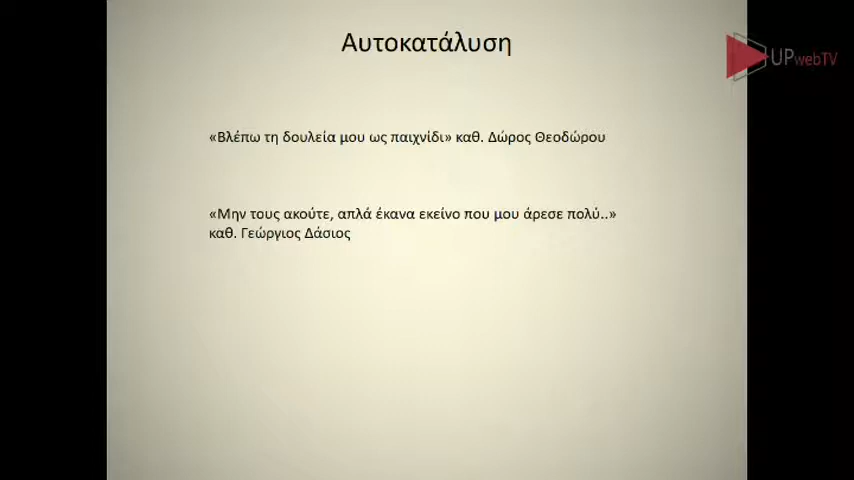 Αυτοκατάλυση
UPwebTV
«Βλέπω τη δουλεία μου ως παιχνίδι» καθ. Δώρος Θεοδώρου
«Μην τους ακούτε, απλά έκανα εκείνο που μου άρεσε πολύ..»
καθ. Γεώργιος Δάσιος